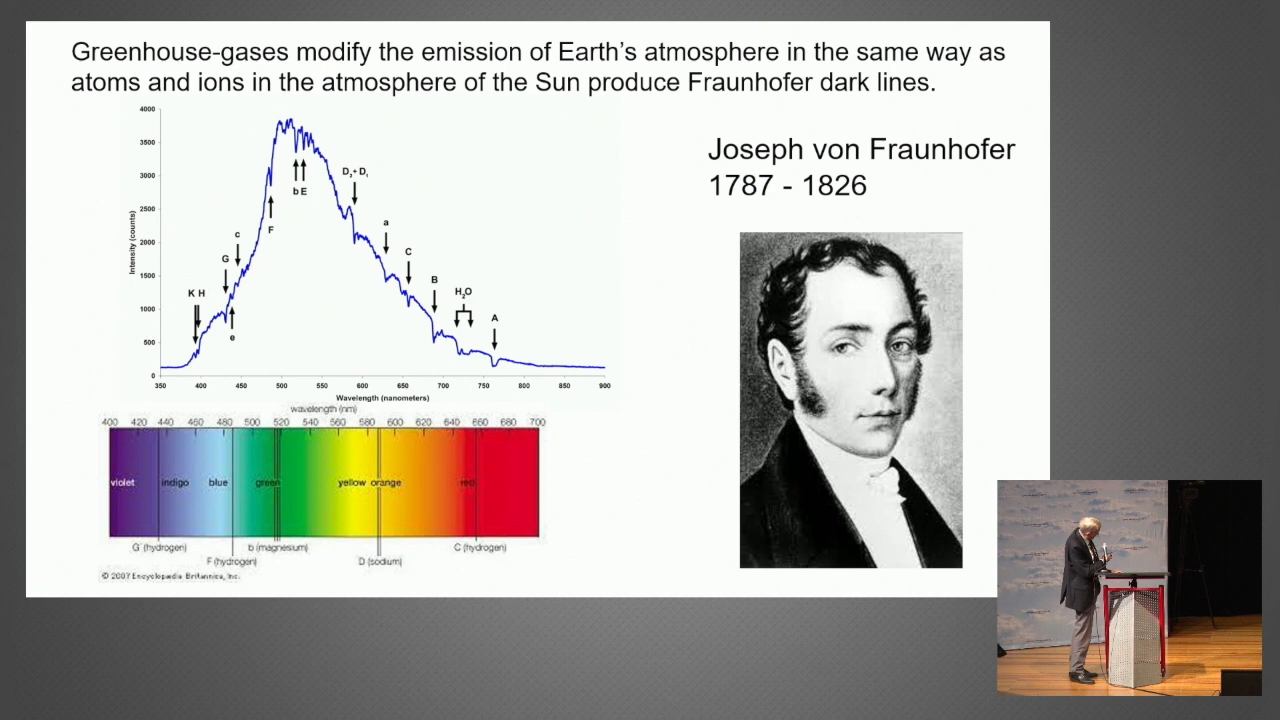 Greenhouse-gases modify the emission of Earth's atmosphere in the same way as
atoms and ions in the atmosphere of the Sun produce Fraunhofer dark lines.
Joseph von Fraunhofer
1787 - 1826
4000
3500
3000
2500
2000
1500
1000
500
0
Intensity (counts)
K H
G
e
c
F
b E
D₂+ D₁
a
C
B
H₂O
A
350 400 450 500 550 600 650 700 750 800 850 900
Wavelength (nanometers)
wavelength (nm)
400 420 440 460 480 500 520 540 560 580 600 620 640 660 680 700
violet indigo blue green yellow orange red
G' (hydrogen) b (magnesium) C (hydrogen)
F (hydrogen) D (sodium)
© 2007 Encyclopædia Britannica, Inc.